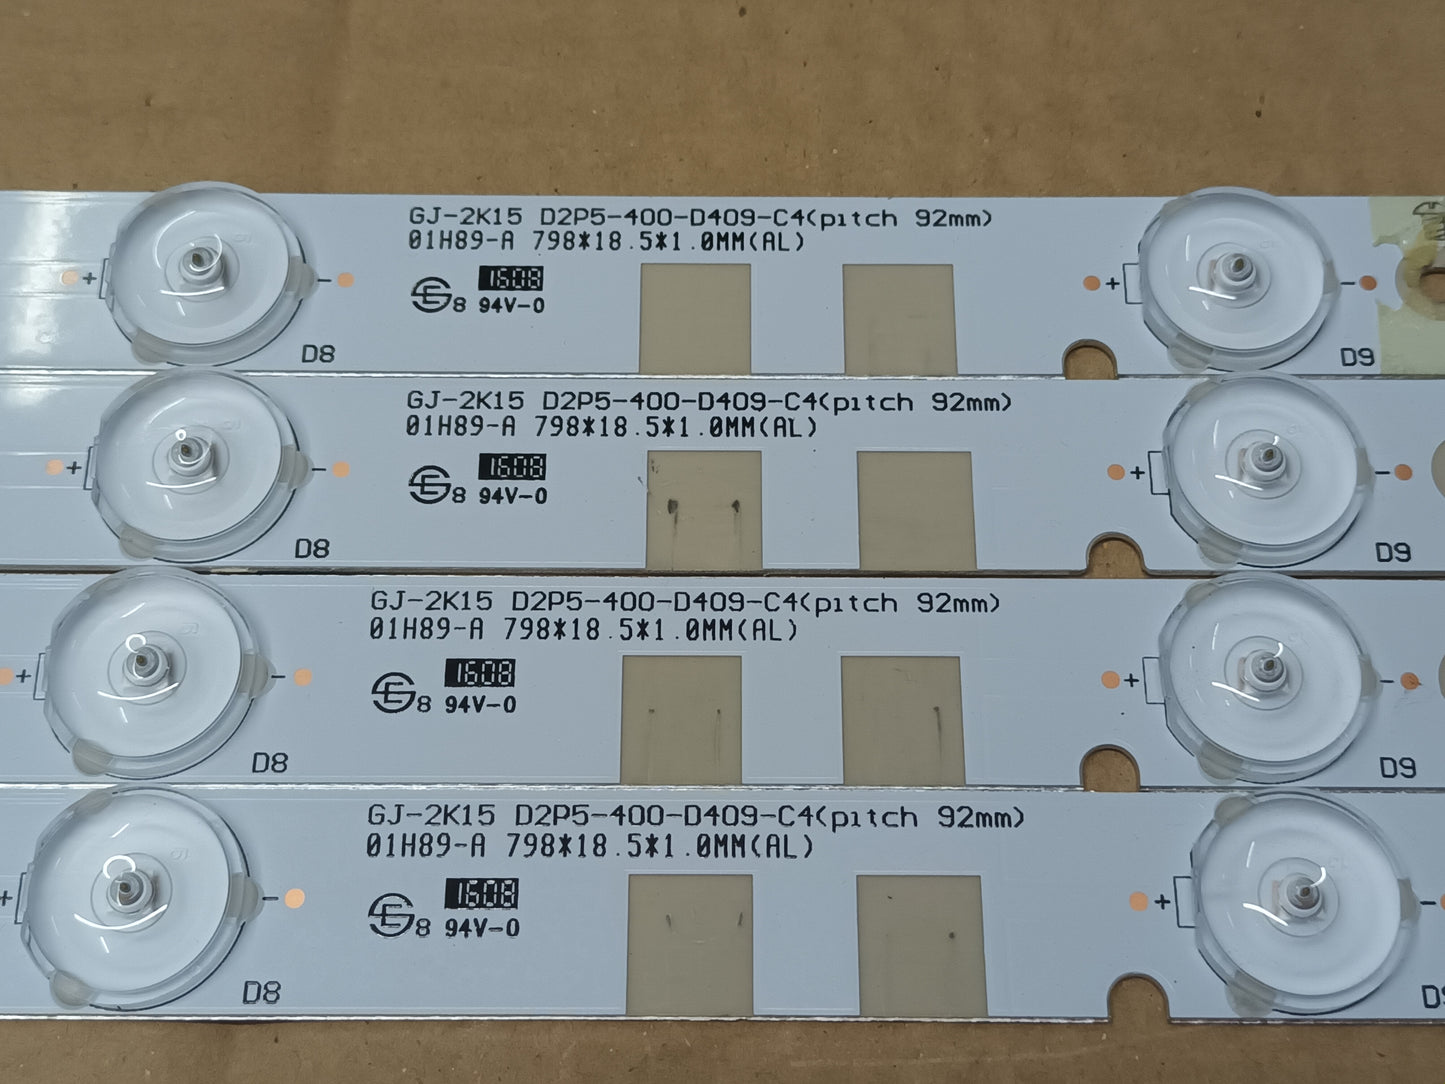 GJ-2K15 D2P5-400-D409-C4(pitch 92mm)
01H89-A 798*18.5*1.0MM(AL)
1608
8 94V-0
+ - D8
+ - D9
GJ-2K15 D2P5-400-D409-C4(pitch 92mm)
01H89-A 798*18.5*1.0MM(AL)
1608
8 94V-0
+ - D8
+ - D9
GJ-2K15 D2P5-400-D409-C4(pitch 92mm)
01H89-A 798*18.5*1.0MM(AL)
1608
8 94V-0
+ - D8
+ - D9
GJ-2K15 D2P5-400-D409-C4(pitch 92mm)
01H89-A 798*18.5*1.0MM(AL)
1608
8 94V-0
+ - D8
+ - D9